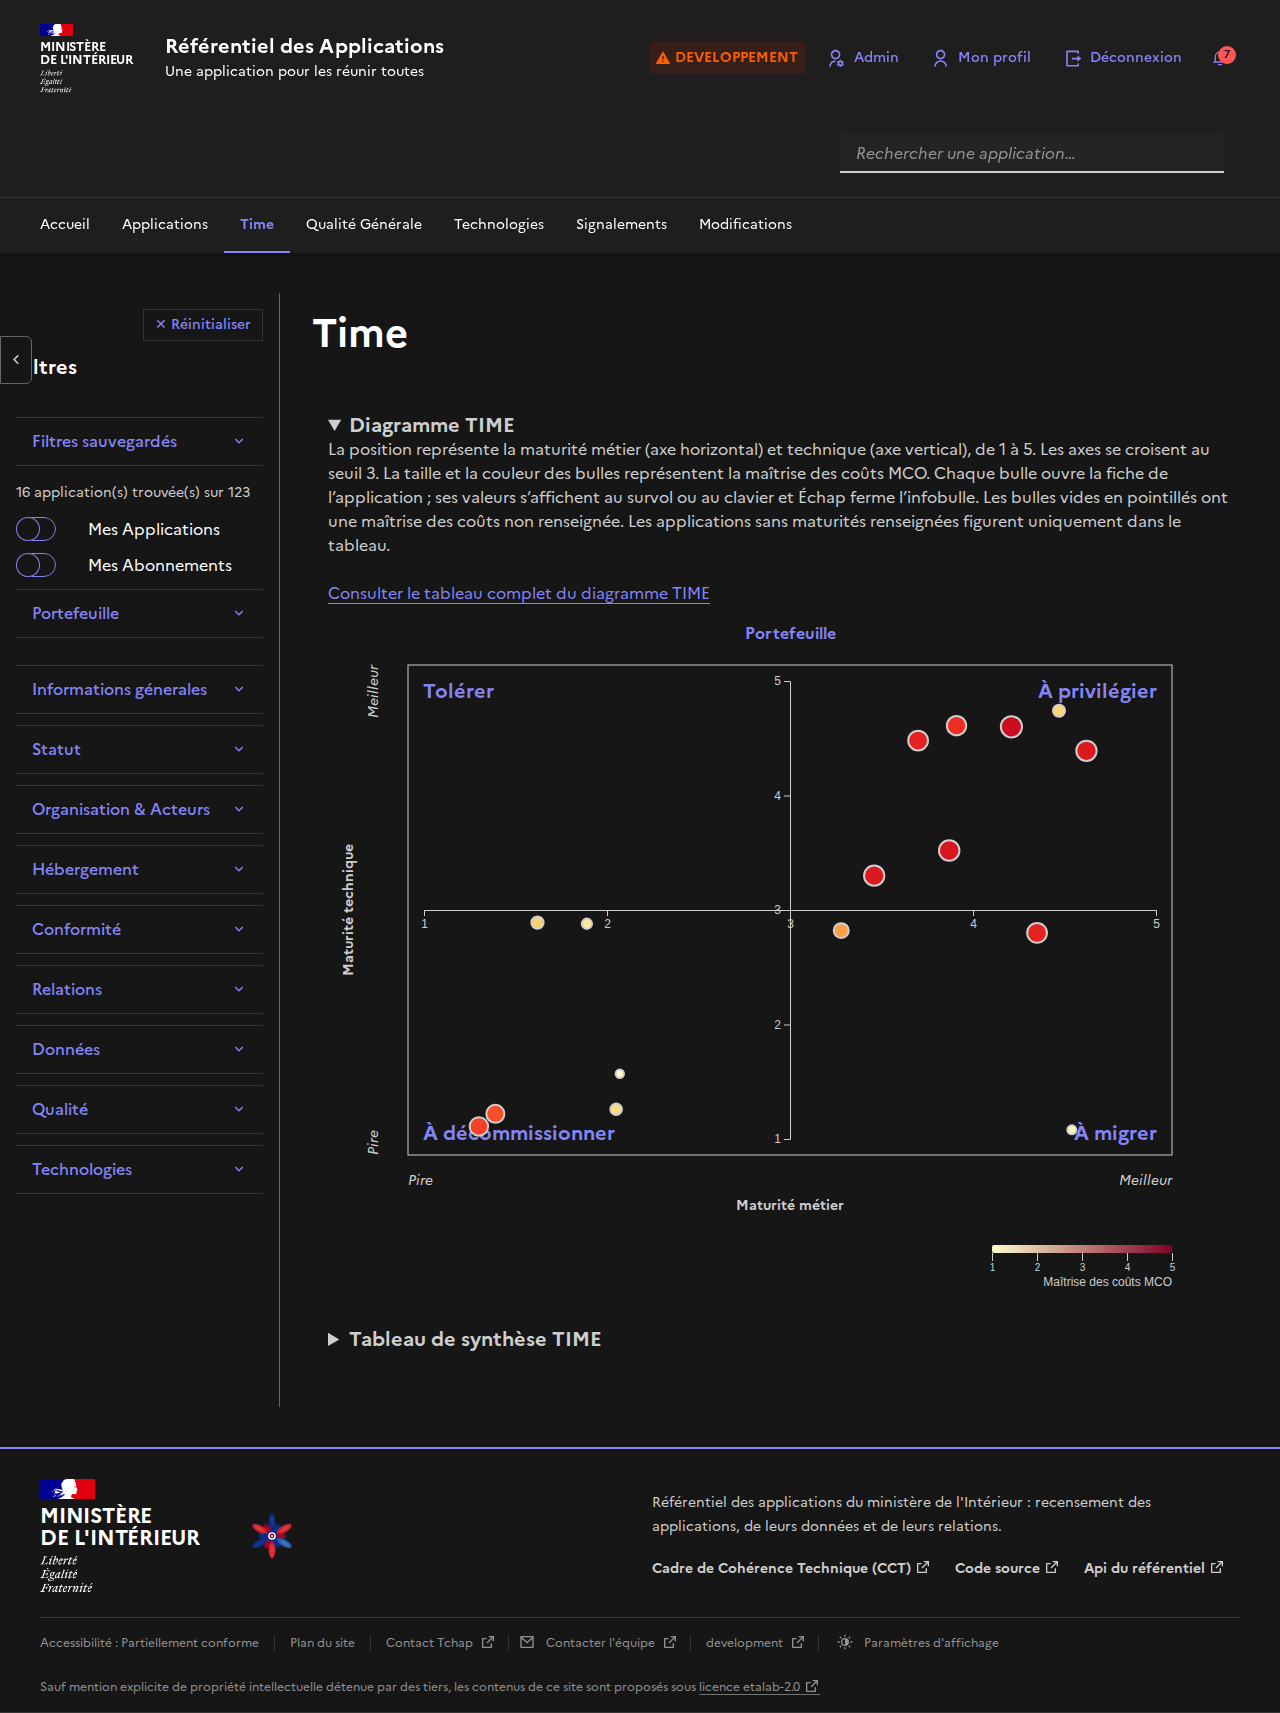 MINISTÈRE
DE L'INTÉRIEUR
Liberté
Égalité
Fraternité
Référentiel des Applications
Une application pour les réunir toutes
DEVELOPPEMENT
Admin
Mon profil
Déconnexion
7
Rechercher une application…
Accueil
Applications
Time
Qualité Générale
Technologies
Signalements
Modifications
× Réinitialiser
ltres
Filtres sauvegardés
16 application(s) trouvée(s) sur 123
Mes Applications
Mes Abonnements
Portefeuille
Informations génerales
Statut
Organisation & Acteurs
Hébergement
Conformité
Relations
Données
Qualité
Technologies
Time
Diagramme TIME
La position représente la maturité métier (axe horizontal) et technique (axe vertical), de 1 à 5. Les axes se croisent au
seuil 3. La taille et la couleur des bulles représentent la maîtrise des coûts MCO. Chaque bulle ouvre la fiche de
l’application ; ses valeurs s’affichent au survol ou au clavier et Échap ferme l’infobulle. Les bulles vides en pointillés ont
une maîtrise des coûts non renseignée. Les applications sans maturités renseignées figurent uniquement dans le
tableau.
Consulter le tableau complet du diagramme TIME
Portefeuille
Meilleur
Tolérer
5
À privilégier
4
Maturité technique
3
1
2
3
4
5
2
Pire
À décommissionner
1
À migrer
Pire
Meilleur
Maturité métier
1 2 3 4 5
Maîtrise des coûts MCO
Tableau de synthèse TIME
MINISTÈRE
DE L'INTÉRIEUR
Liberté
Égalité
Fraternité
Référentiel des applications du ministère de l'Intérieur : recensement des
applications, de leurs données et de leurs relations.
Cadre de Cohérence Technique (CCT)
Code source
Api du référentiel
Accessibilité : Partiellement conforme
Plan du site
Contact Tchap
Contacter l'équipe
development
Paramètres d'affichage
Sauf mention explicite de propriété intellectuelle détenue par des tiers, les contenus de ce site sont proposés sous licence etalab-2.0